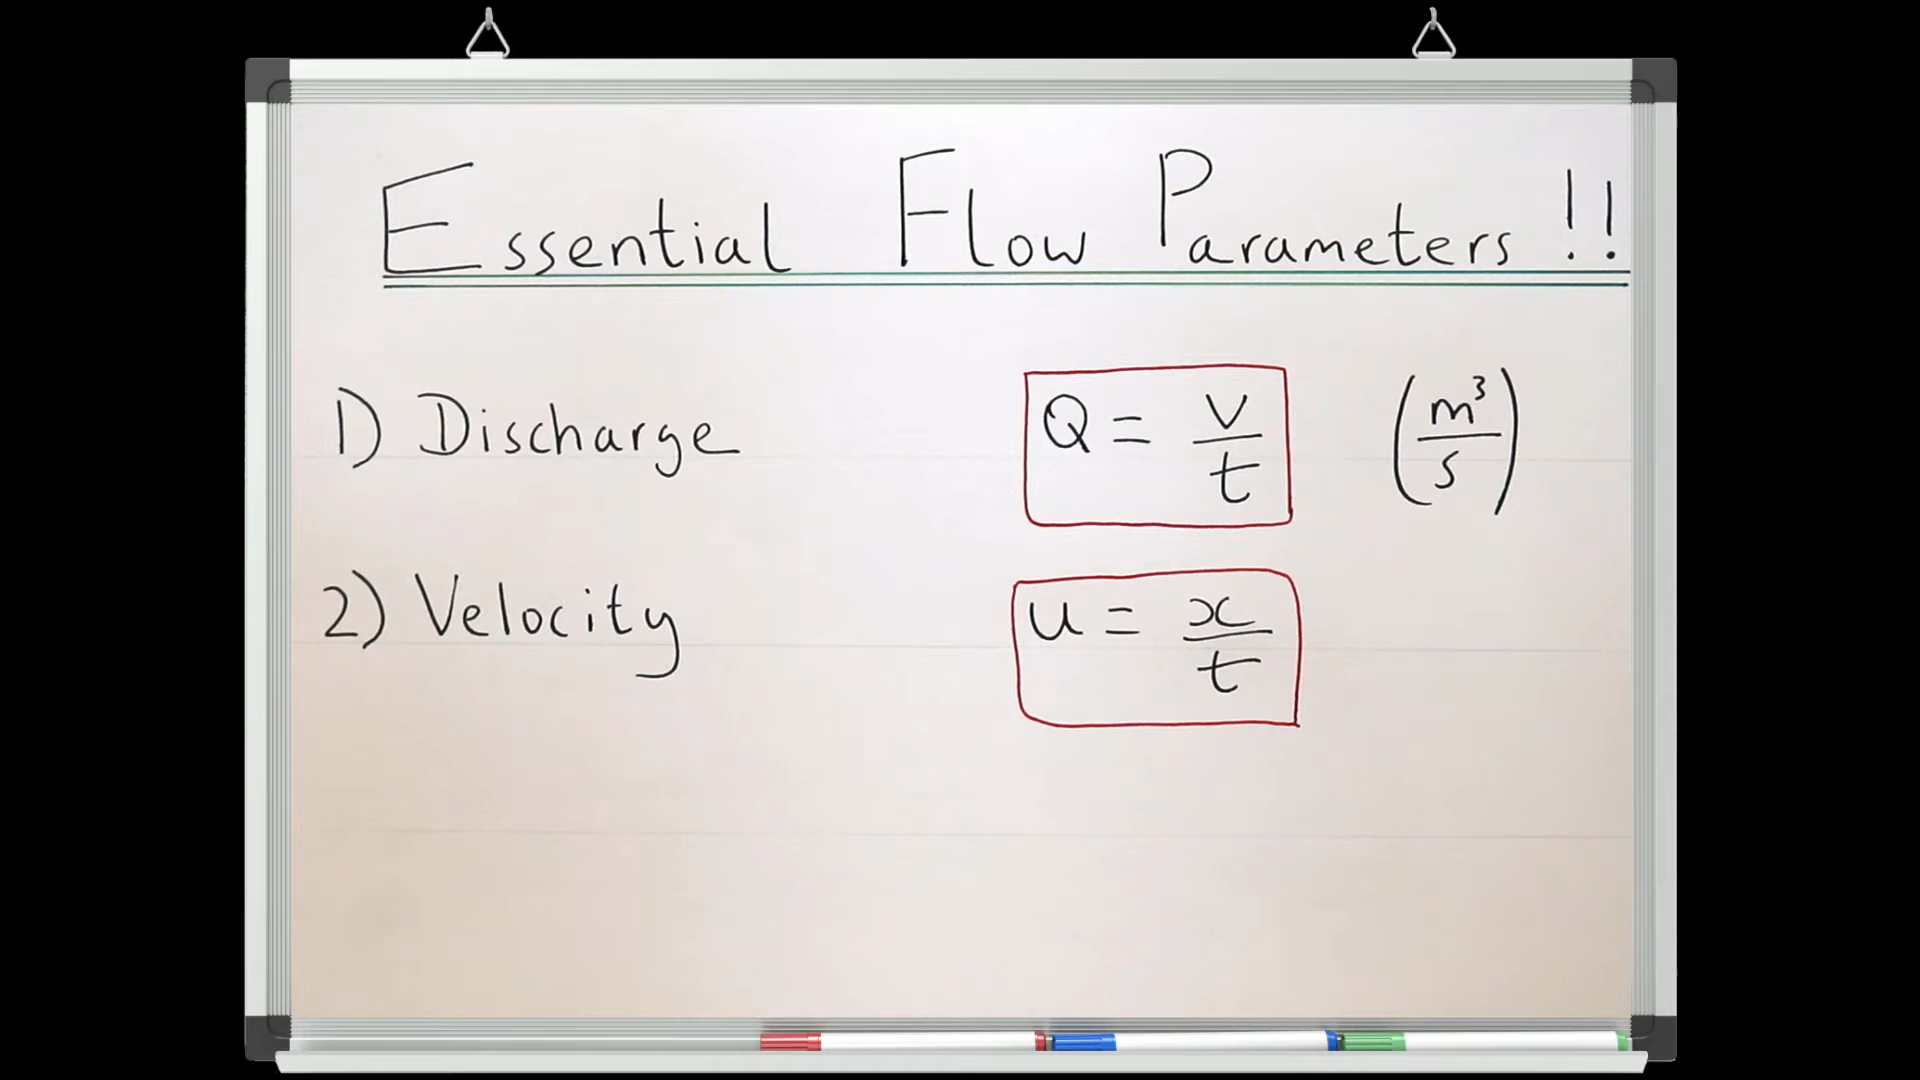 Essential Flow Parameters !!
1) Discharge Q = V/t (m³/s)
2) Velocity u = x/t